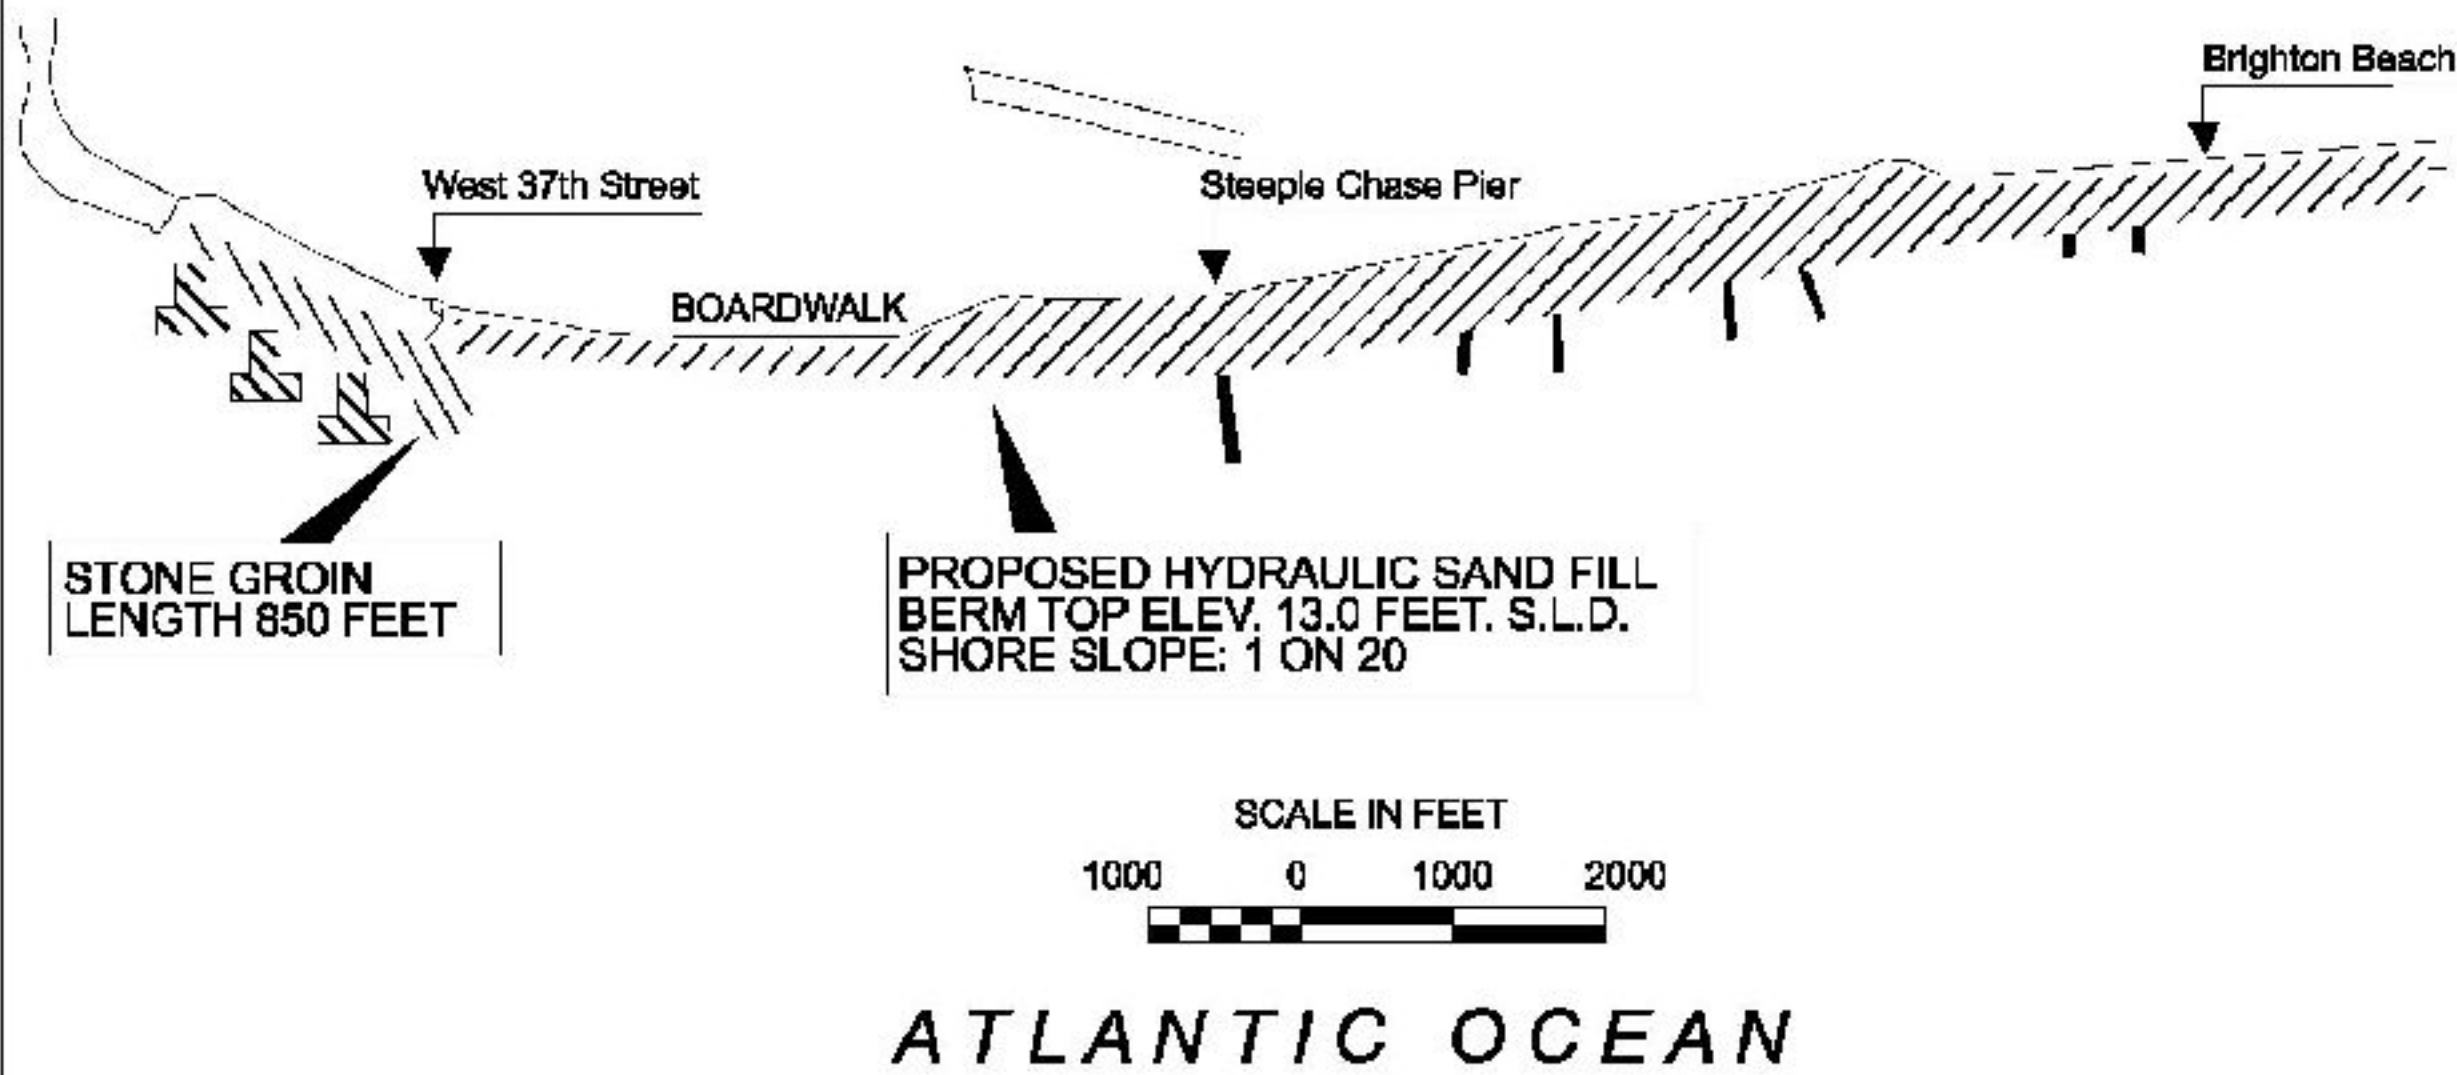 Brighton Beach
West 37th Street
Steeple Chase Pier
BOARDWALK
STONE GROIN
LENGTH 850 FEET
PROPOSED HYDRAULIC SAND FILL
BERM TOP ELEV. 13.0 FEET. S.L.D.
SHORE SLOPE: 1 ON 20
SCALE IN FEET
1000 0 1000 2000
ATLANTIC OCEAN